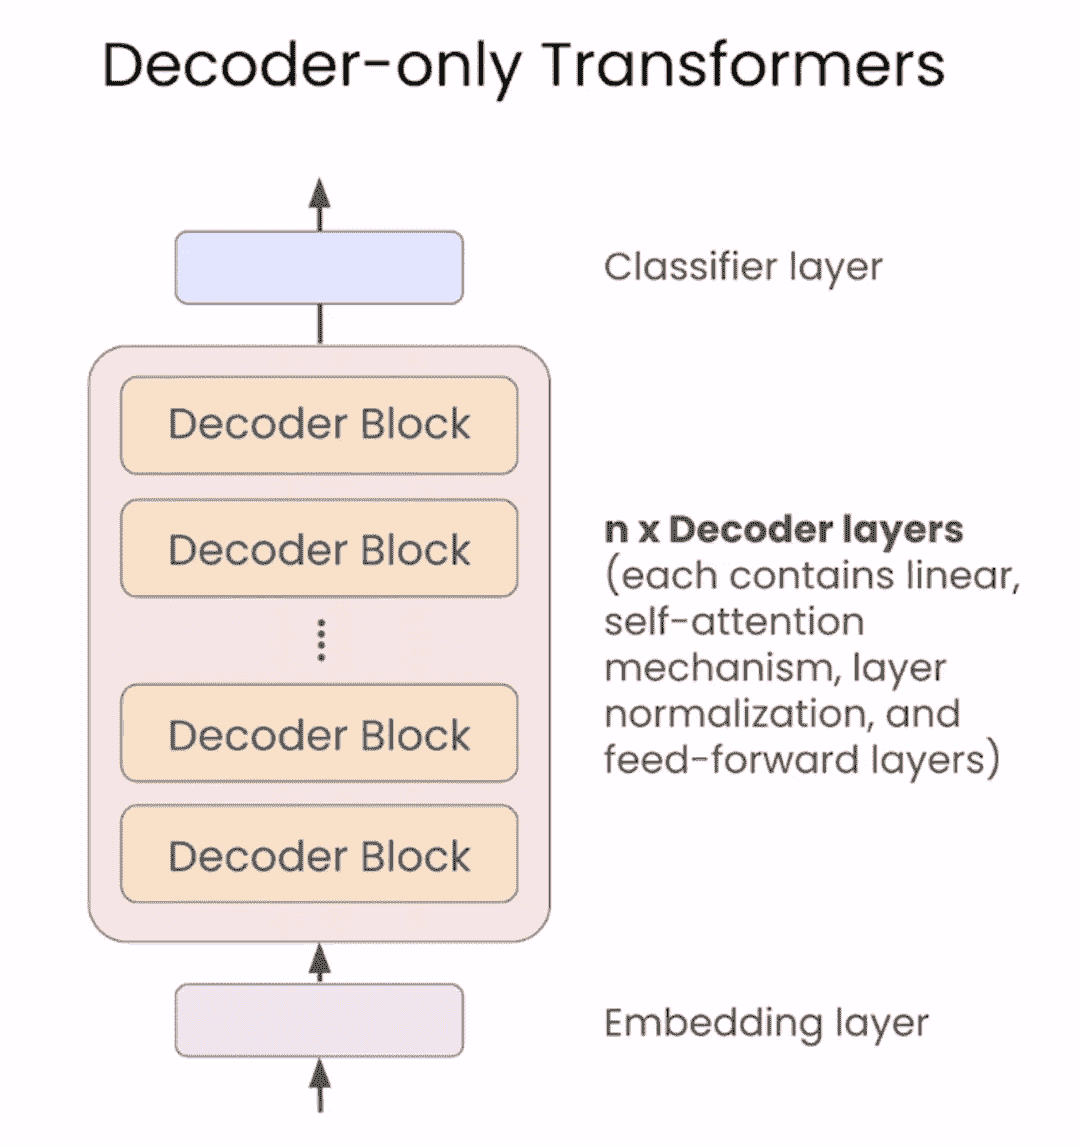 Decoder-only Transformers
Classifier layer
Decoder Block
Decoder Block
n x Decoder layers
(each contains linear,
self-attention
mechanism, layer
normalization, and
feed-forward layers)
Decoder Block
Decoder Block
Embedding layer